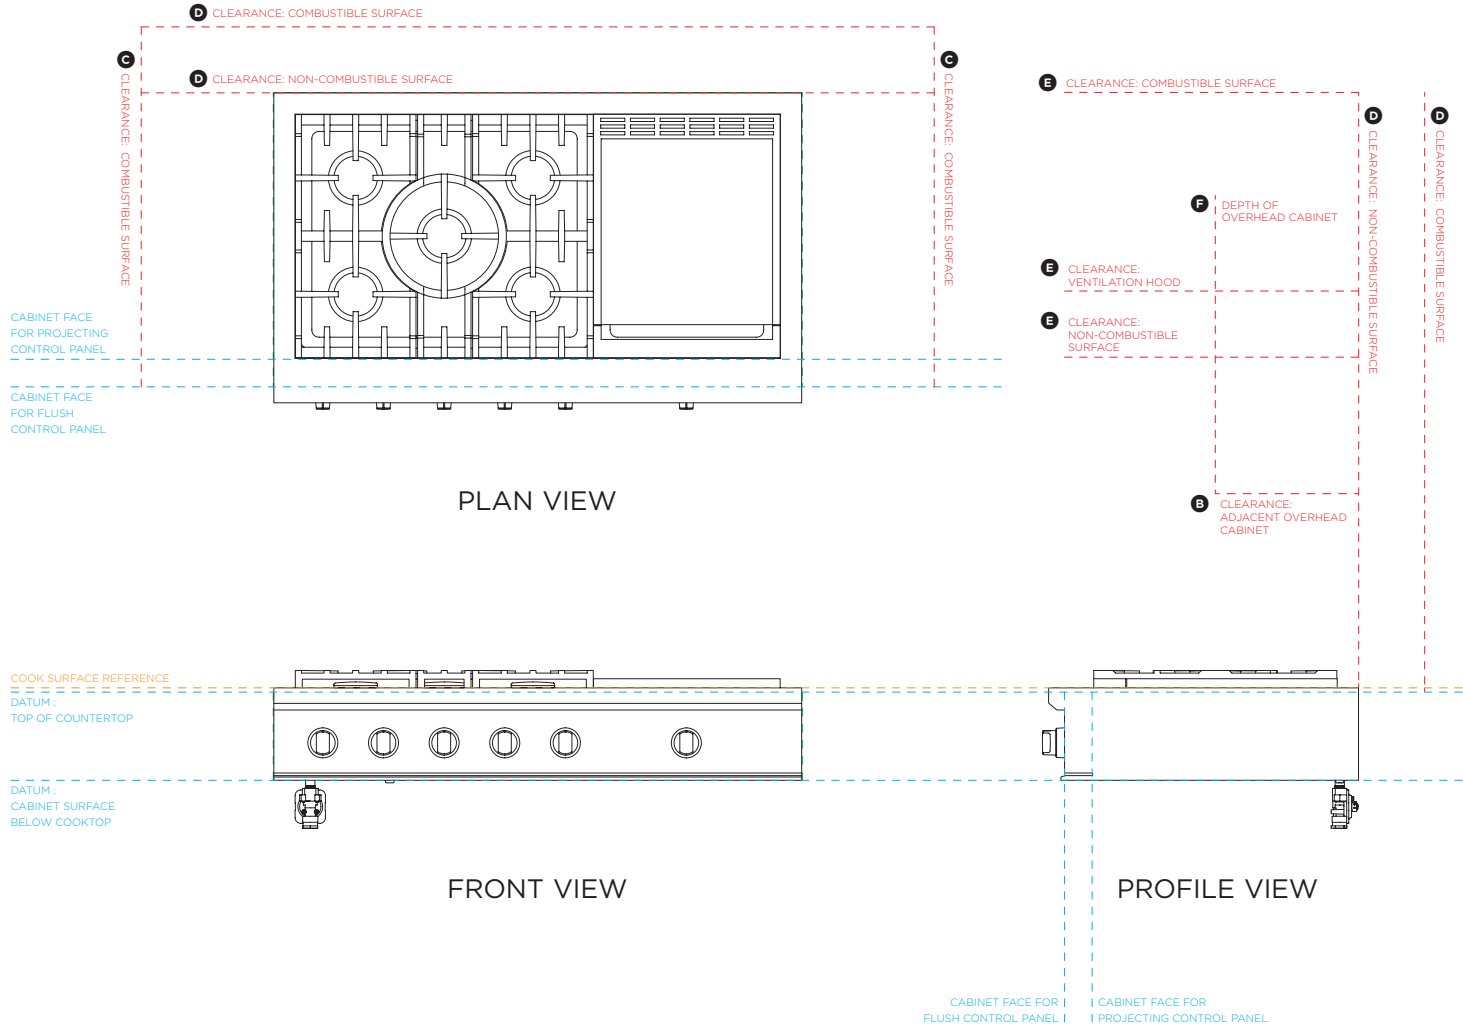 D CLEARANCE: COMBUSTIBLE SURFACE
C CLEARANCE: COMBUSTIBLE SURFACE
D CLEARANCE: NON-COMBUSTIBLE SURFACE
C CLEARANCE: COMBUSTIBLE SURFACE
CABINET FACE
FOR PROJECTING
CONTROL PANEL
CABINET FACE
FOR FLUSH
CONTROL PANEL
PLAN VIEW
E CLEARANCE: COMBUSTIBLE SURFACE
D CLEARANCE: NON-COMBUSTIBLE SURFACE
D CLEARANCE: COMBUSTIBLE SURFACE
F DEPTH OF
OVERHEAD CABINET
E CLEARANCE:
VENTILATION HOOD
E CLEARANCE:
NON-COMBUSTIBLE
SURFACE
B CLEARANCE:
ADJACENT OVERHEAD
CABINET
COOK SURFACE REFERENCE
DATUM :
TOP OF COUNTERTOP
DATUM :
CABINET SURFACE
BELOW COOKTOP
FRONT VIEW
PROFILE VIEW
CABINET FACE FOR
FLUSH CONTROL PANEL
CABINET FACE FOR
PROJECTING CONTROL PANEL